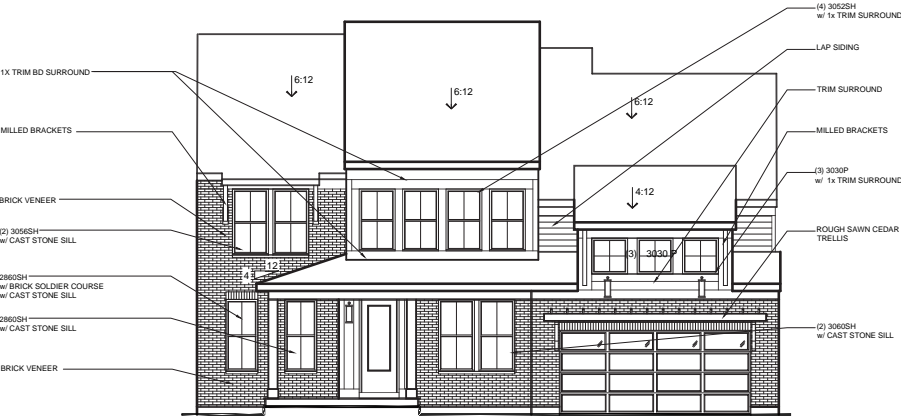 (4) 3052SH
w/ 1x TRIM SURROUND
LAP SIDING
TRIM SURROUND
MILLED BRACKETS
(3) 3030P
w/ 1x TRIM SURROUND
ROUGH SAWN CEDAR
TRELLIS
(2) 3060SH
w/ CAST STONE SILL
1X TRIM BD SURROUND
MILLED BRACKETS
BRICK VENEER
(2) 3056SH
w/ CAST STONE SILL
2860SH
w/ BRICK SOLDIER COURSE
w/ CAST STONE SILL
2860SH
w/ CAST STONE SILL
BRICK VENEER
6:12
6:12
6:12
4:12
12
4
(3) 3030 P